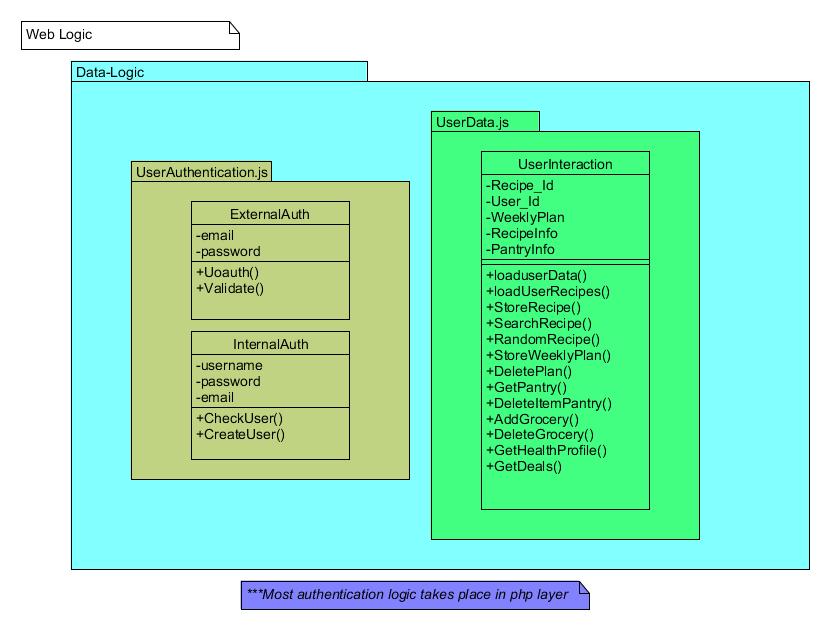 Web Logic
Data-Logic
UserAuthentication.js
ExternalAuth
-email
-password
+Uoauth()
+Validate()
InternalAuth
-username
-password
-email
+CheckUser()
+CreateUser()
UserData.js
UserInteraction
-Recipe_Id
-User_Id
-WeeklyPlan
-RecipeInfo
-PantryInfo
+loaduserData()
+loadUserRecipes()
+StoreRecipe()
+SearchRecipe()
+RandomRecipe()
+StoreWeeklyPlan()
+DeletePlan()
+GetPantry()
+DeleteItemPantry()
+AddGrocery()
+DeleteGrocery()
+GetHealthProfile()
+GetDeals()
***Most authentication logic takes place in php layer